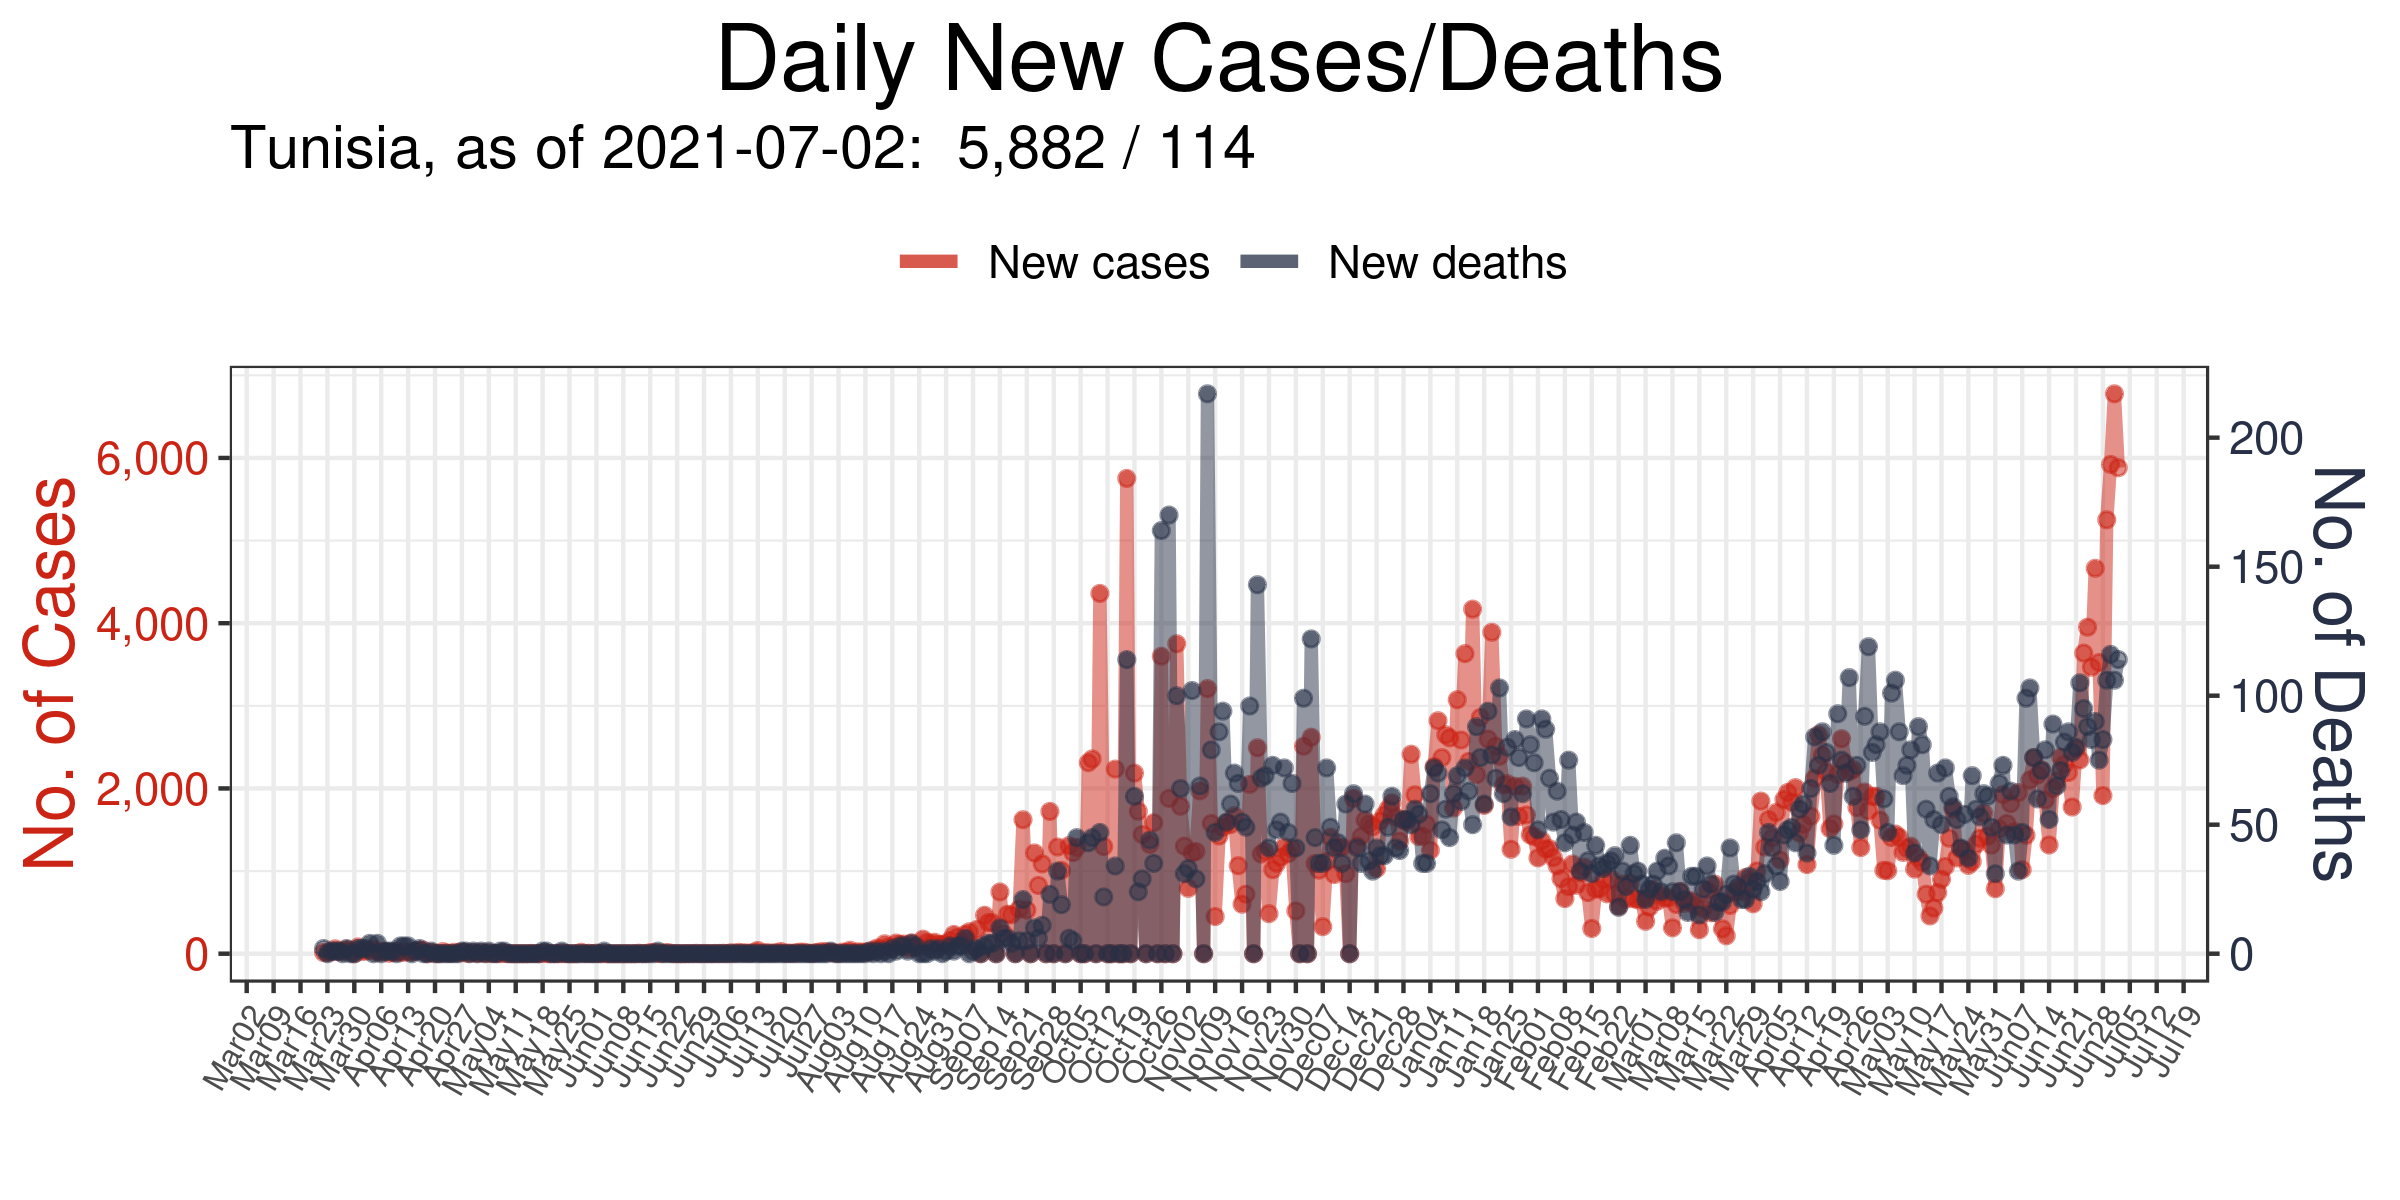 Daily New Cases/Deaths
Tunisia, as of 2021-07-02: 5,882 / 114
New cases
New deaths
No. of Cases
6,000
4,000
2,000
0
200
150
100
50
0
No. of Deaths
Mar02
Mar09
Mar16
Mar23
Mar30
Apr06
Apr13
Apr20
Apr27
May04
May11
May18
May25
Jun01
Jun08
Jun15
Jun22
Jun29
Jul06
Jul13
Jul20
Jul27
Aug03
Aug10
Aug17
Aug24
Aug31
Sep07
Sep14
Sep21
Sep28
Oct05
Oct12
Oct19
Oct26
Nov02
Nov09
Nov16
Nov23
Nov30
Dec07
Dec14
Dec21
Dec28
Jan04
Jan11
Jan18
Jan25
Feb01
Feb08
Feb15
Feb22
Mar01
Mar08
Mar15
Mar22
Mar29
Apr05
Apr12
Apr19
Apr26
May03
May10
May17
May24
May31
Jun07
Jun14
Jun21
Jun28
Jul05
Jul12
Jul19